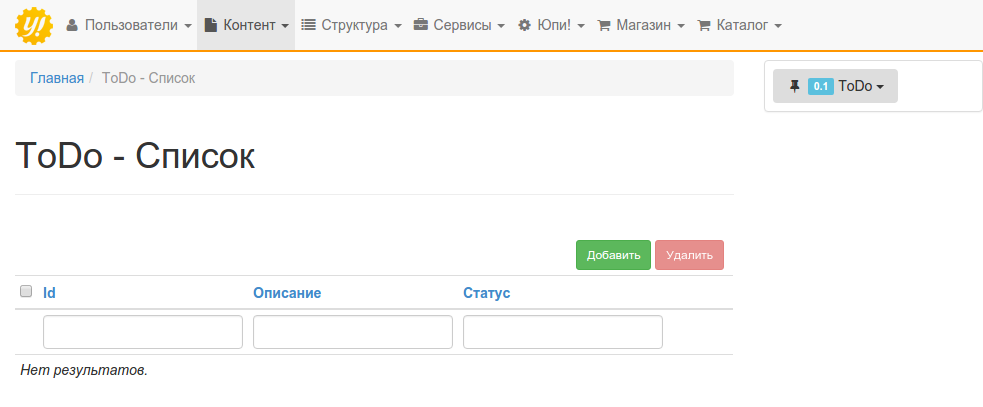 Пользователи Контент Структура Сервисы Юпи! Магазин Каталог
Главная / ToDo - Список
0.1 ToDo
ToDo - Список
Добавить Удалить
Id Описание Статус
Нет результатов.